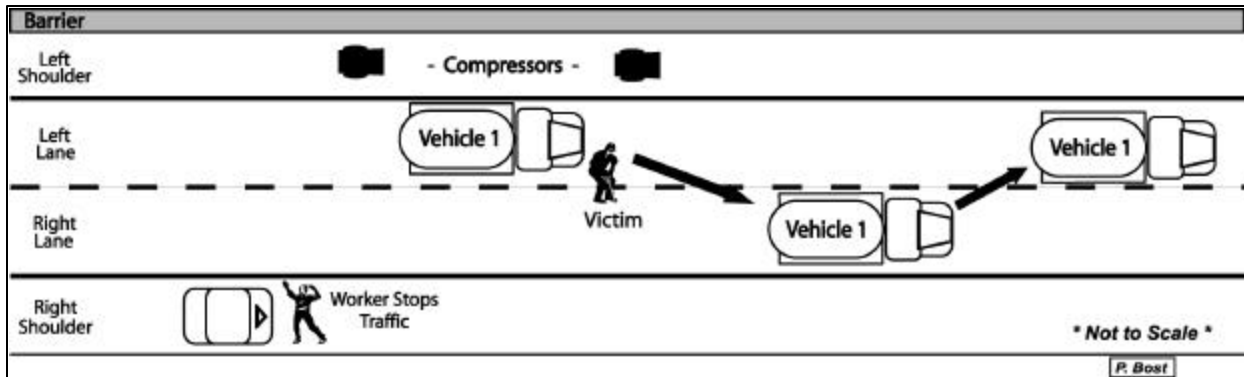 Barrier
Left
Shoulder
- Compressors -
Left
Lane
Vehicle 1
Vehicle 1
Victim
Right
Lane
Vehicle 1
Right
Shoulder
Worker Stops
Traffic
* Not to Scale *
P. Bost